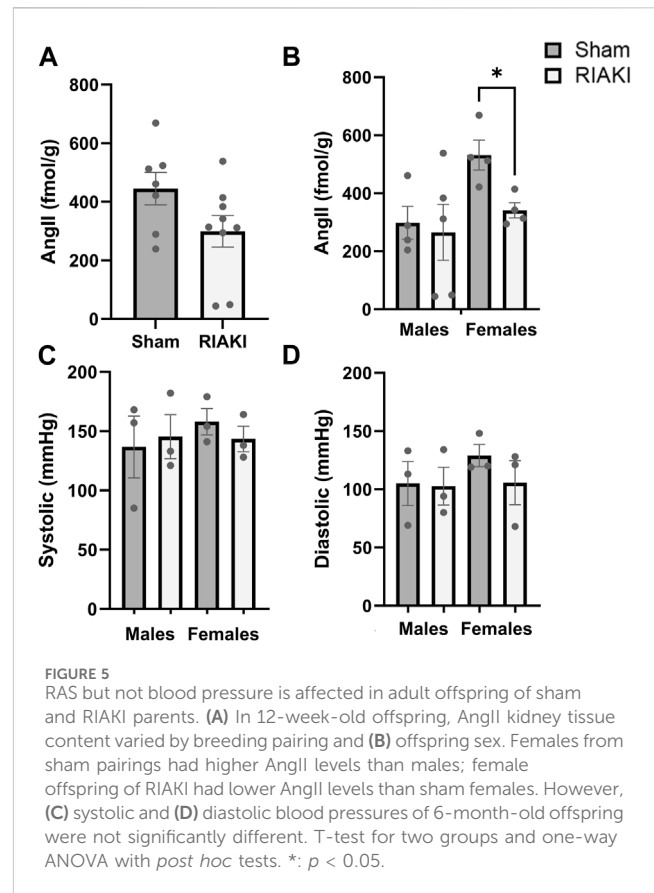 A
B
Sham
RIAKI
*
800
600
400
200
0
AngII (fmol/g)
Sham RIAKI
800
600
400
200
0
AngII (fmol/g)
Males Females
C
D
200
150
100
50
0
Systolic (mmHg)
Males Females
200
150
100
50
0
Diastolic (mmHg)
Males Females
FIGURE 5
RAS but not blood pressure is affected in adult offspring of sham
and RIAKI parents. (A) In 12-week-old offspring, AngII kidney tissue
content varied by breeding pairing and (B) offspring sex. Females from
sham pairings had higher AngII levels than males; female
offspring of RIAKI had lower AngII levels than sham females. However,
(C) systolic and (D) diastolic blood pressures of 6-month-old offspring
were not significantly different. T-test for two groups and one-way
ANOVA with post hoc tests. *: p < 0.05.